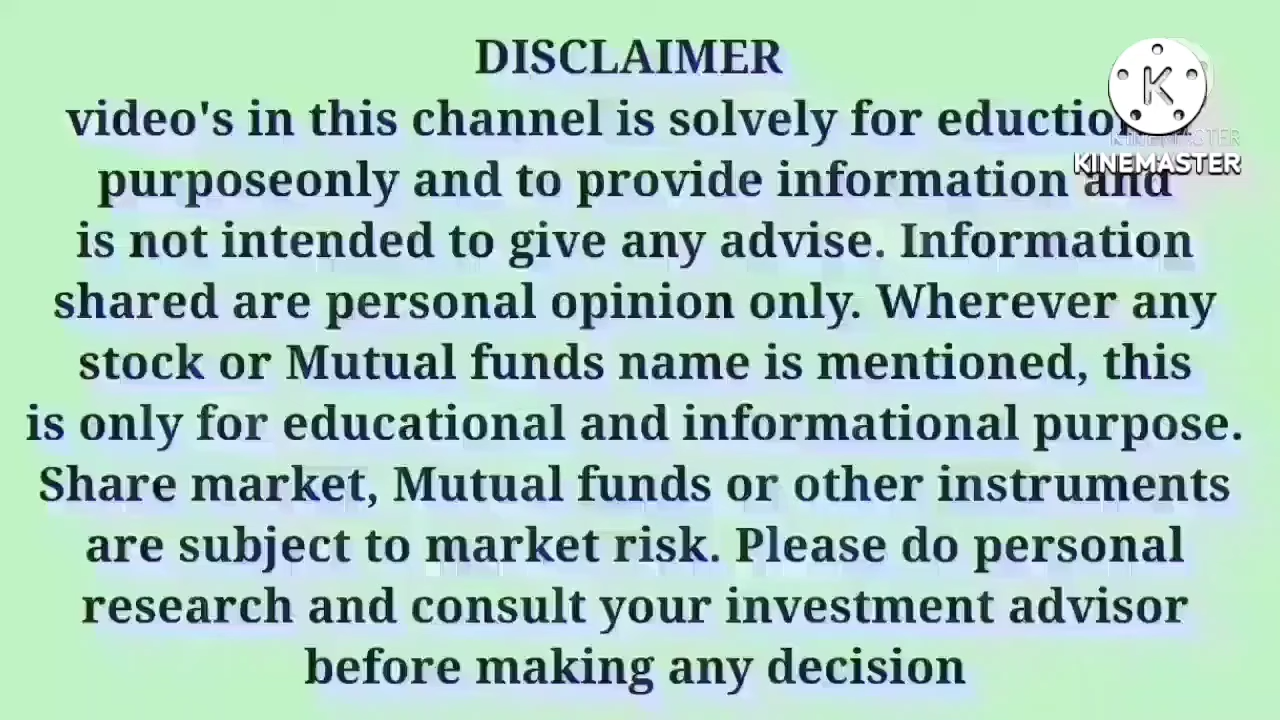 DISCLAIMER
video's in this channel is solvely for eduction
purposeonly and to provide information and
is not intended to give any advise. Information
shared are personal opinion only. Wherever any
stock or Mutual funds name is mentioned, this
is only for educational and informational purpose.
Share market, Mutual funds or other instruments
are subject to market risk. Please do personal
research and consult your investment advisor
before making any decision
K
KINEMASTER
KINEMASTER